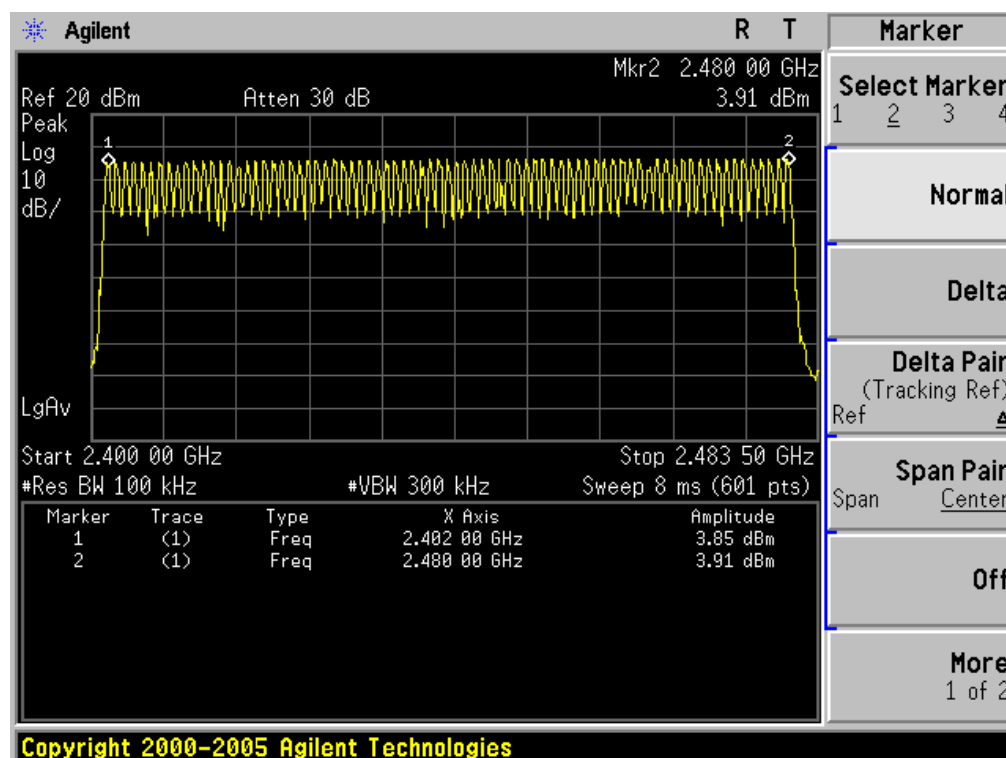 Agilent R T
Mkr2 2.480 00 GHz
Ref 20 dBm Atten 30 dB 3.91 dBm
Peak
Log
10
dB/
1
2
LgAv
Start 2.400 00 GHz Stop 2.483 50 GHz
#Res BW 100 kHz #VBW 300 kHz Sweep 8 ms (601 pts)
Marker Trace Type X Axis Amplitude
1 (1) Freq 2.402 00 GHz 3.85 dBm
2 (1) Freq 2.480 00 GHz 3.91 dBm
Copyright 2000-2005 Agilent Technologies
Marker
Select Marker
1 2 3 4
Normal
Delta
Delta Pair
(Tracking Ref)
Ref Δ
Span Pair
Span Center
Off
More
1 of 2